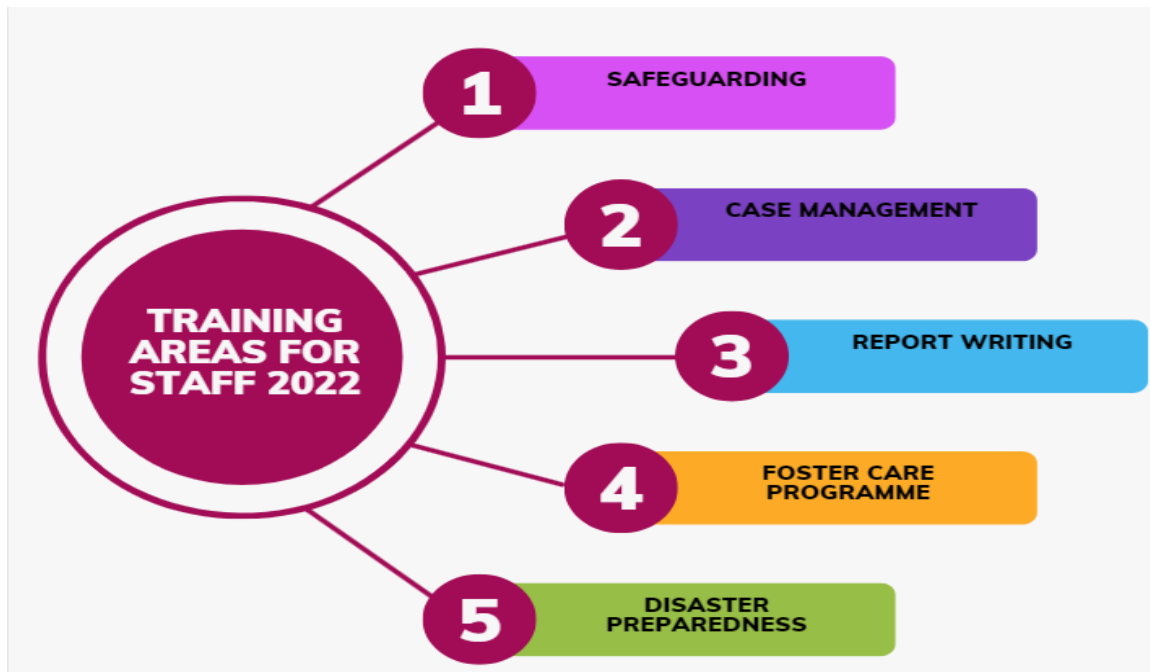 1
SAFEGUARDING
2
CASE MANAGEMENT
TRAINING
AREAS FOR
STAFF 2022
3
REPORT WRITING
4
FOSTER CARE
PROGRAMME
5
DISASTER
PREPAREDNESS